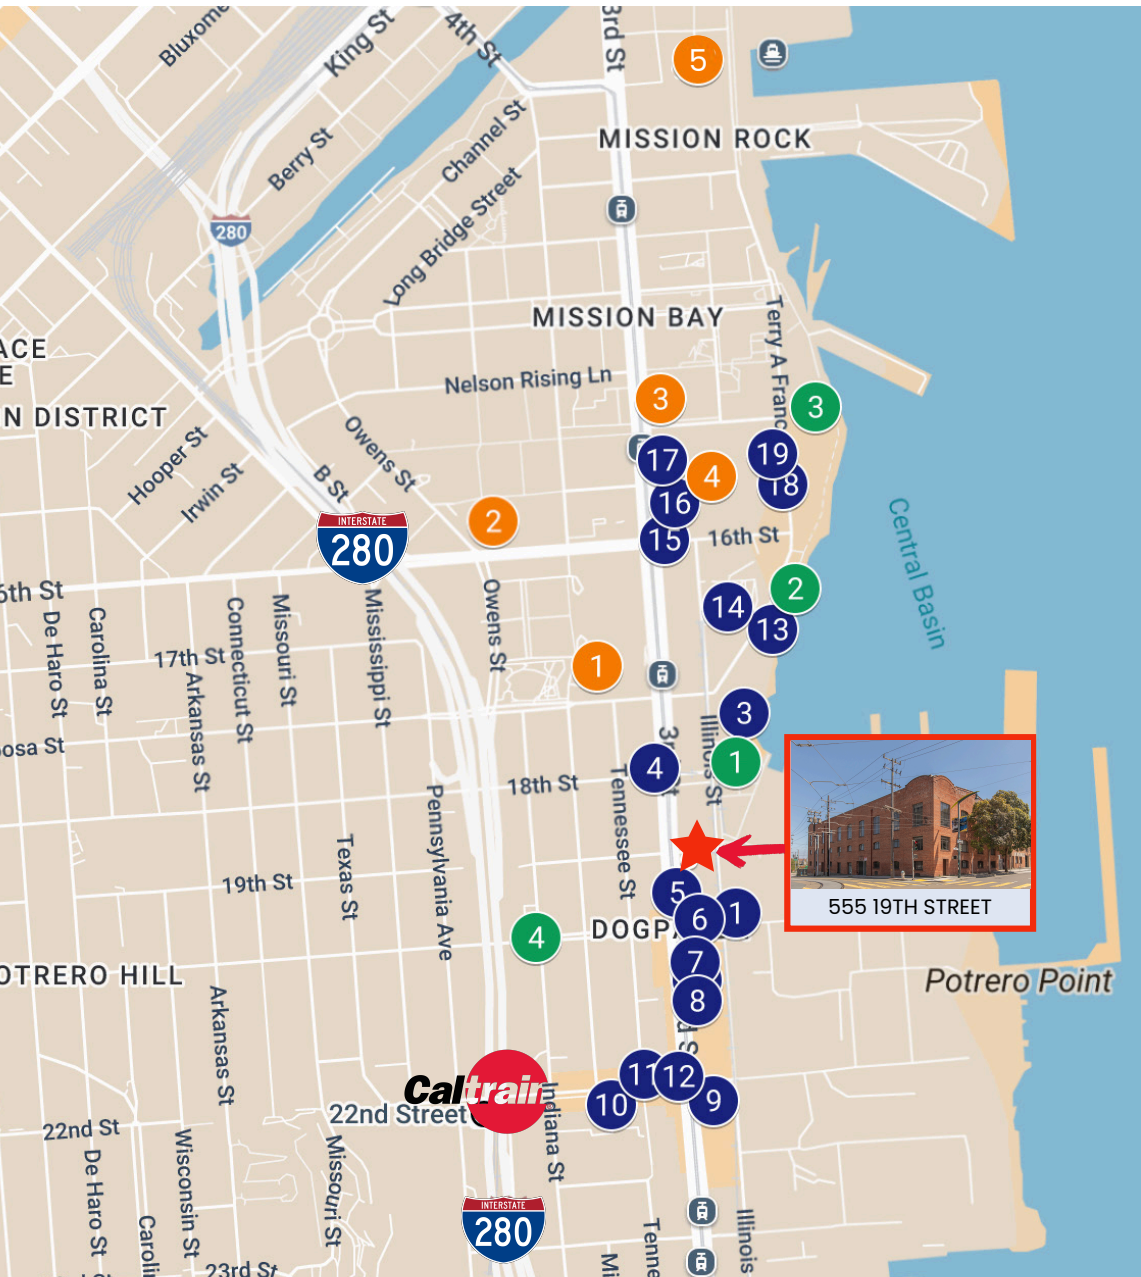 Bluxome
King St
4th St
3rd St
5
MISSION ROCK
Berry St
Channel St
Long Bridge Street
280
MISSION BAY
Terry A Franc
ACE
E
Nelson Rising Ln
3
3
N DISTRICT
Hooper St
Irwin St
Owens St
B St
17
4
19
18
16
2
15
16th St
INTERSTATE
280
Central Basin
6th St
De Haro St
Carolina St
Connecticut St
Missouri St
Mississippi St
Owens St
14
2
13
17th St
Arkansas St
1
3
osa St
3r
Illinois St
4
t
1
18th St
Tennessee St
Pennsylvania Ave
Texas St
19th St
555 19TH STREET
5
6
1
DOGPA
4
7
8
OTRERO HILL
Potrero Point
Arkansas St
d S
Caltrain
22nd Street
Indiana St
11
12
10
9
22nd St
De Haro St
Wisconsin St
Missouri St
INTERSTATE
280
Carolin
23rd St
Mi
Tenne
Illinois